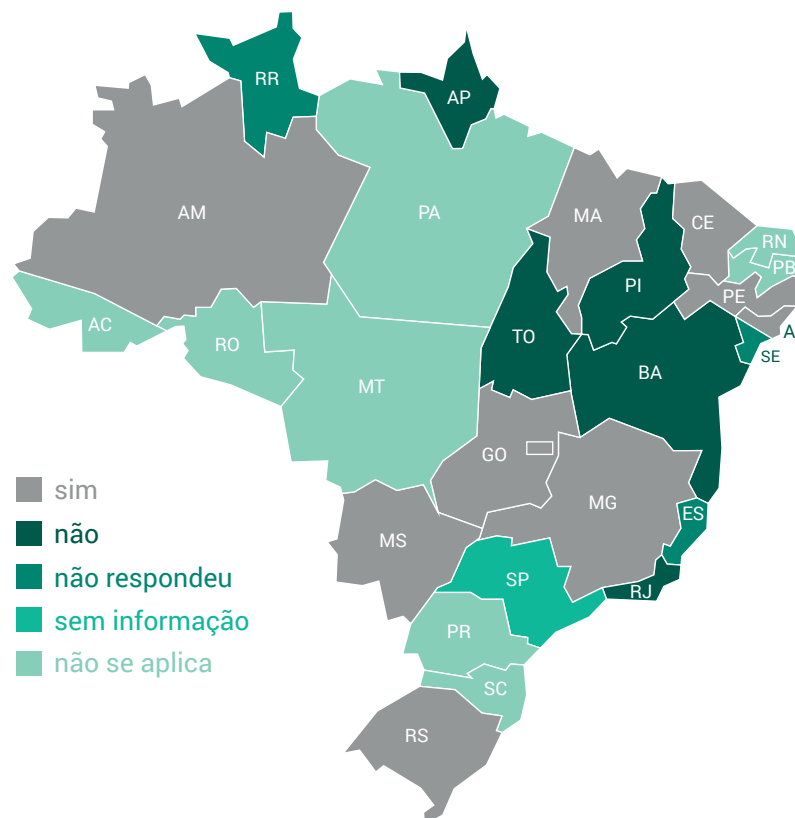 RR
AP
AM
PA
MA
CE
RN
PB
PI
PE
AC
TO
A
RO
SE
BA
MT
GO
sim
MG
ES
não
MS
não respondeu
SP
RJ
sem informação
PR
não se aplica
SC
RS